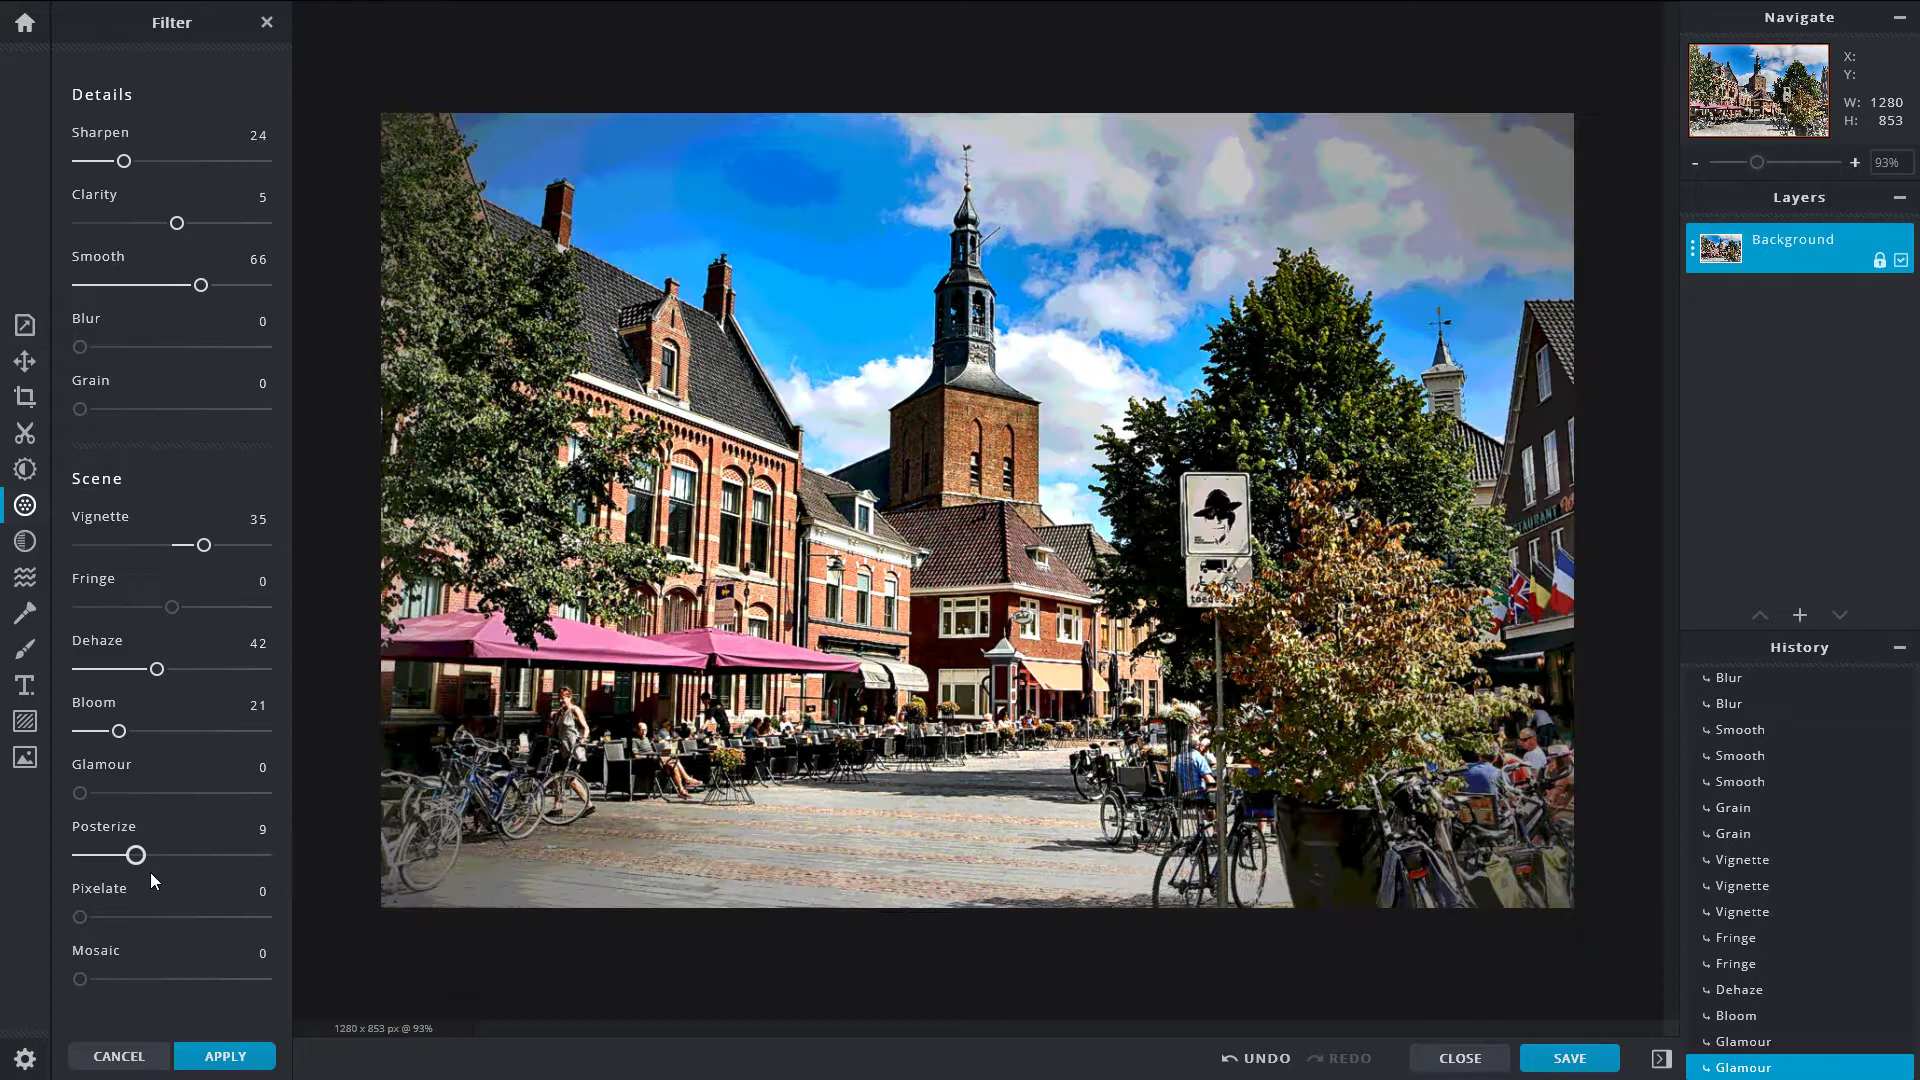 Filter
Details
Sharpen 24
Clarity 5
Smooth 66
Blur 0
Grain 0
Scene
Vignette 35
Fringe 0
Dehaze 42
Bloom 21
Glamour 0
Posterize 9
Pixelate 0
Mosaic 0
CANCEL APPLY
1280 x 853 px @ 93%
UNDO REDO CLOSE SAVE
Navigate
X:
Y:
W: 1280
H: 853
- + 93%
Layers
Background
History
Blur
Blur
Smooth
Smooth
Smooth
Grain
Grain
Vignette
Vignette
Vignette
Fringe
Fringe
Dehaze
Bloom
Glamour
Glamour